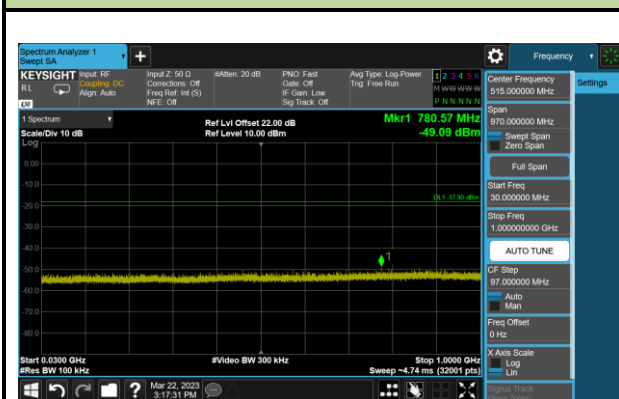 Spectrum Analyzer 1
Swept SA
+
Frequency
KEYSIGHT
RL
Input: RF
Coupling: DC
Align: Auto
Input Z: 50 Ω
Corrections: Off
Freq Ref: Int (S)
NFE: Off
#Atten: 20 dB
PNO: Fast
Gate: Off
IF Gain: Low
Sig Track: Off
Avg Type: Log-Power
Trig: Free Run
1 2 3 4 5 6
M W W W W W
P N N N N N
1 Spectrum
Scale/Div 10 dB
Log
Ref Lvl Offset 22.00 dB
Ref Level 10.00 dBm
Mkr1 780.57 MHz
-49.09 dBm
0.00
-10.0
-20.0
-30.0
-40.0
-50.0
-60.0
-70.0
-80.0
DL1 -17.90 dBm
1
Start 0.0300 GHz
#Res BW 100 kHz
#Video BW 300 kHz
Stop 1.0000 GHz
Sweep ~4.74 ms (32001 pts)
Mar 22, 2023
3:17:31 PM
Center Frequency
515.000000 MHz
Settings
Span
970.000000 MHz
Swept Span
Zero Span
Full Span
Start Freq
30.000000 MHz
Stop Freq
1.000000000 GHz
AUTO TUNE
CF Step
97.000000 MHz
Auto
Man
Freq Offset
0 Hz
X Axis Scale
Log
Lin
Signal Track
(Span Zoom)